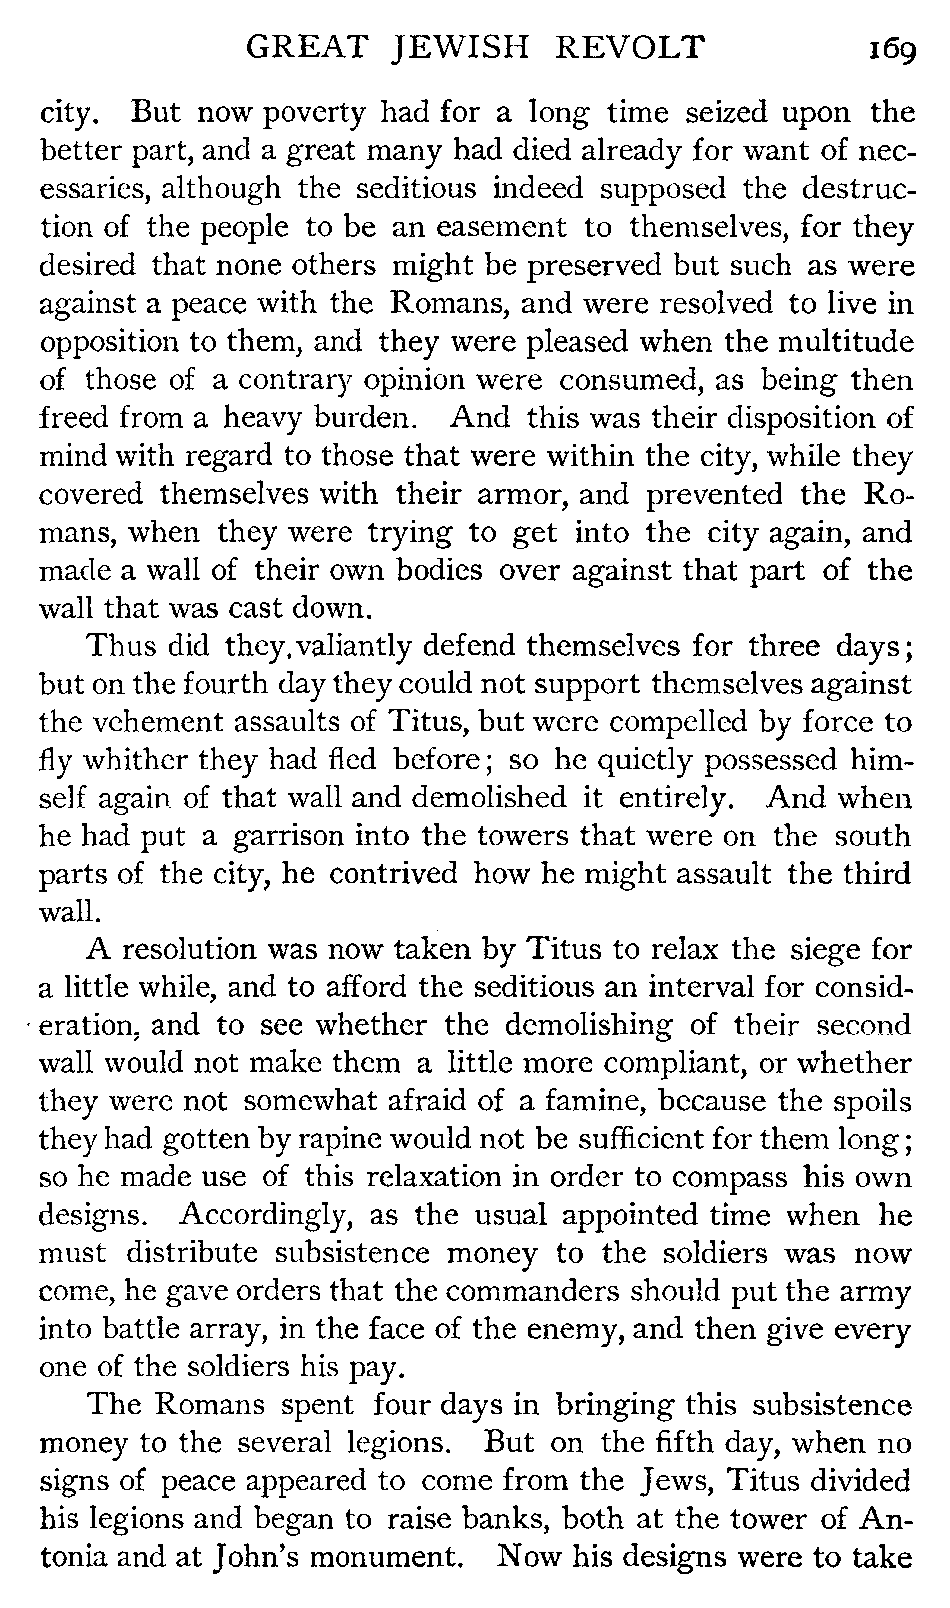 GREAT JEWISH REVOLT 169
city. But now poverty had for a long time seized upon the
better part, and a great many had died already for want of nec-
essaries, although the seditious indeed supposed the destruc-
tion of the people to be an easement to themselves, for they
desired that none others might be preserved but such as were
against a peace with the Romans, and were resolved to live in
opposition to them, and they were pleased when the multitude
of those of a contrary opinion were consumed, as being then
freed from a heavy burden. And this was their disposition of
mind with regard to those that were within the city, while they
covered themselves with their armor, and prevented the Ro-
mans, when they were trying to get into the city again, and
made a wall of their own bodies over against that part of the
wall that was cast down.
Thus did they valiantly defend themselves for three days;
but on the fourth day they could not support themselves against
the vehement assaults of Titus, but were compelled by force to
fly whither they had fled before; so he quietly possessed him-
self again of that wall and demolished it entirely. And when
he had put a garrison into the towers that were on the south
parts of the city, he contrived how he might assault the third
wall.
A resolution was now taken by Titus to relax the siege for
a little while, and to afford the seditious an interval for consid-
eration, and to see whether the demolishing of their second
wall would not make them a little more compliant, or whether
they were not somewhat afraid of a famine, because the spoils
they had gotten by rapine would not be sufficient for them long;
so he made use of this relaxation in order to compass his own
designs. Accordingly, as the usual appointed time when he
must distribute subsistence money to the soldiers was now
come, he gave orders that the commanders should put the army
into battle array, in the face of the enemy, and then give every
one of the soldiers his pay.
The Romans spent four days in bringing this subsistence
money to the several legions. But on the fifth day, when no
signs of peace appeared to come from the Jews, Titus divided
his legions and began to raise banks, both at the tower of An-
tonia and at John's monument. Now his designs were to take